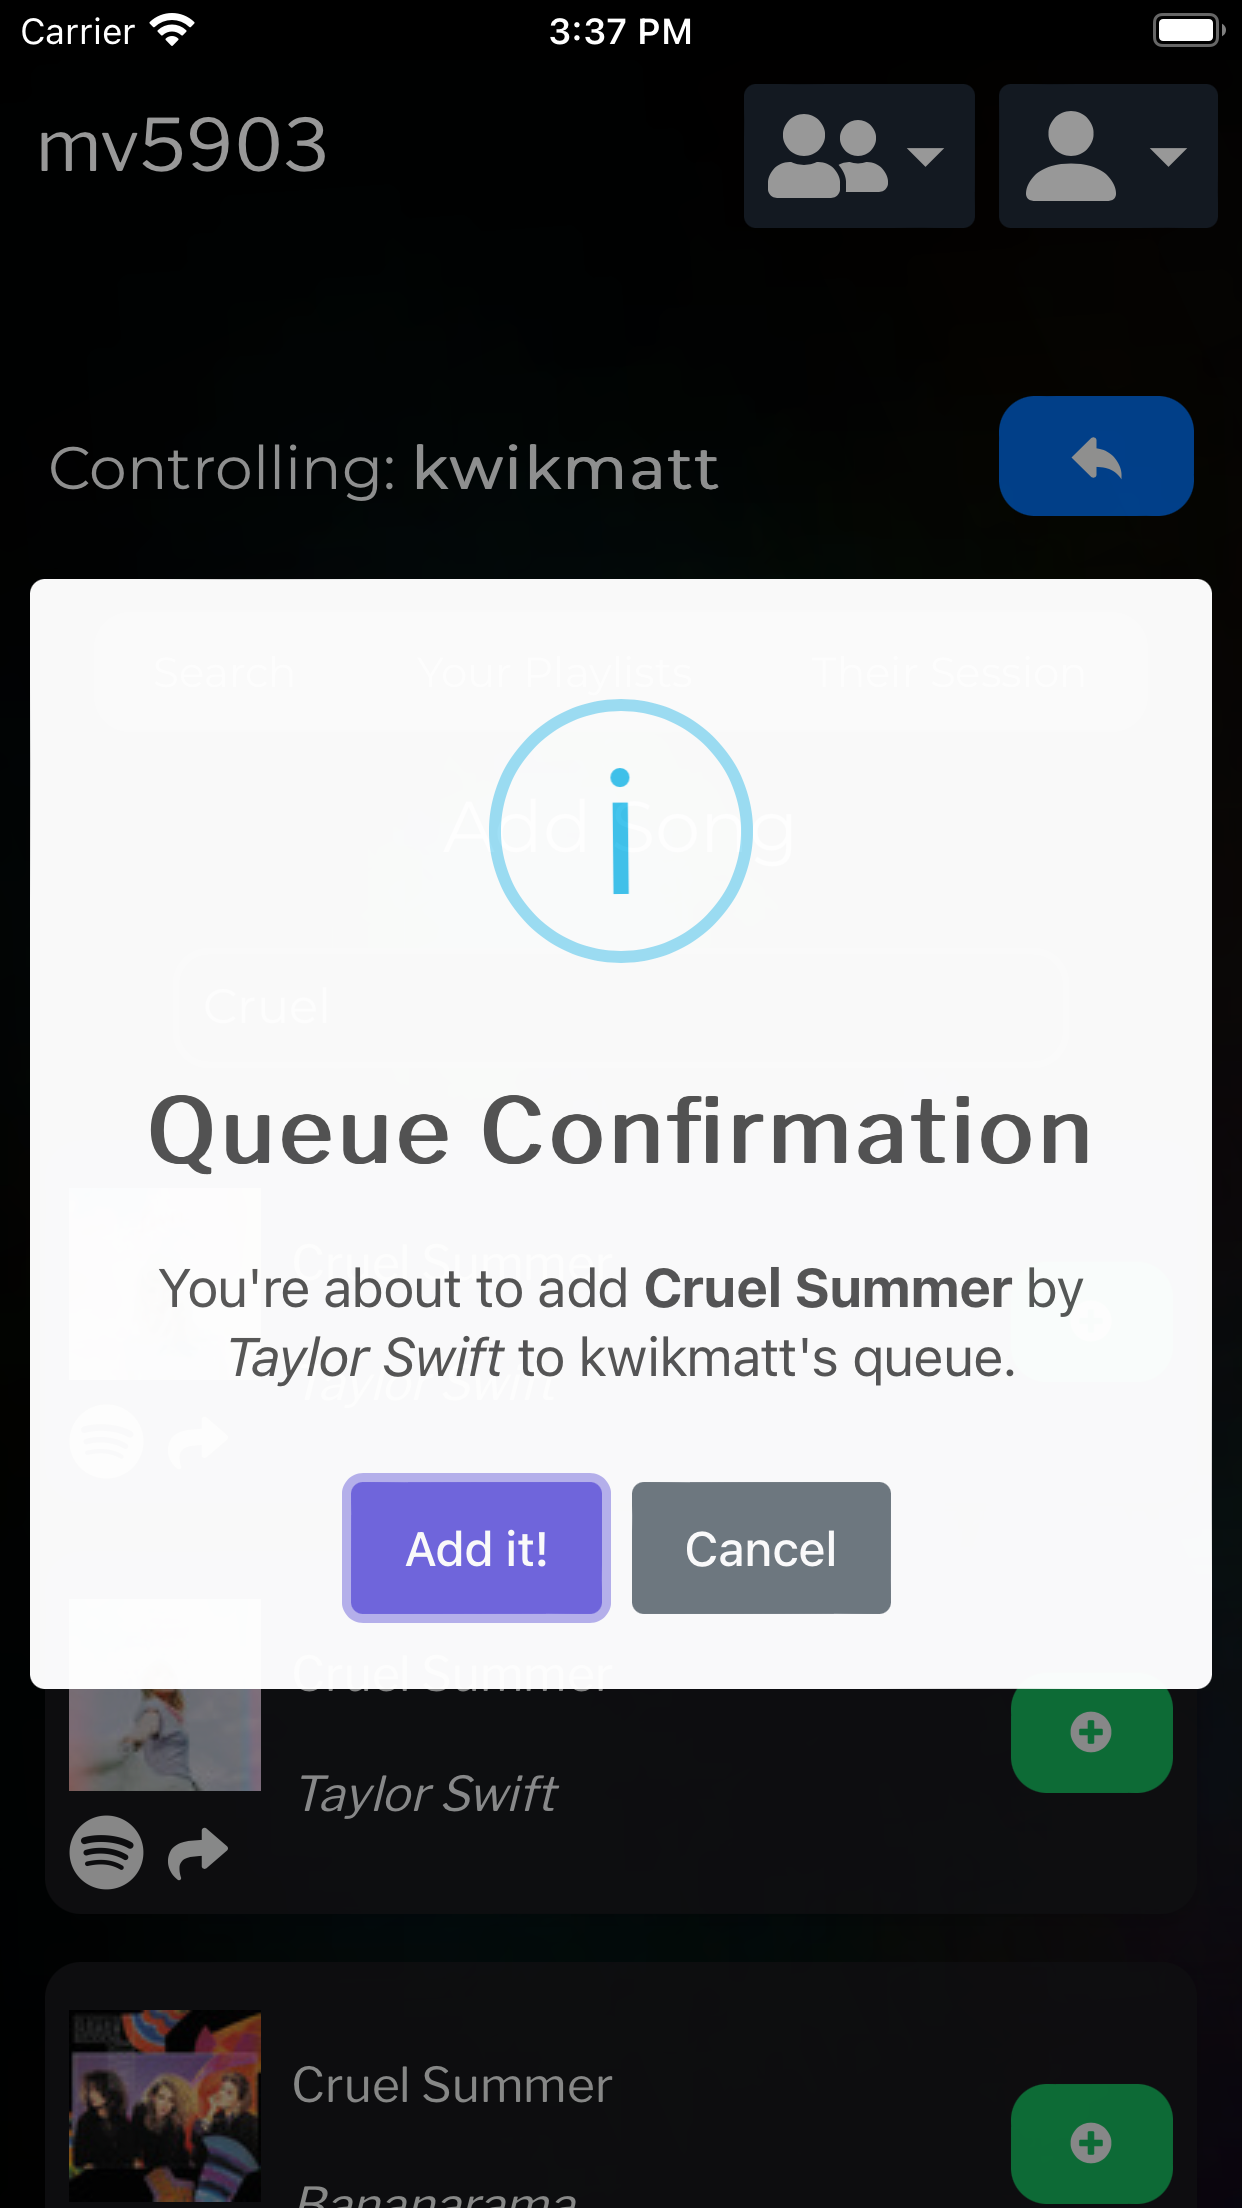 Carrier 3:37 PM
mv5903
Controlling: kwikmatt
Search Your Playlists Their Session
Add Song
Cruel
Queue Confirmation
Cruel Summer
You're about to add Cruel Summer by
Taylor Swift to kwikmatt's queue.
Taylor Swift
Add it! Cancel
Cruel Summer
Taylor Swift
Cruel Summer
Bananarama